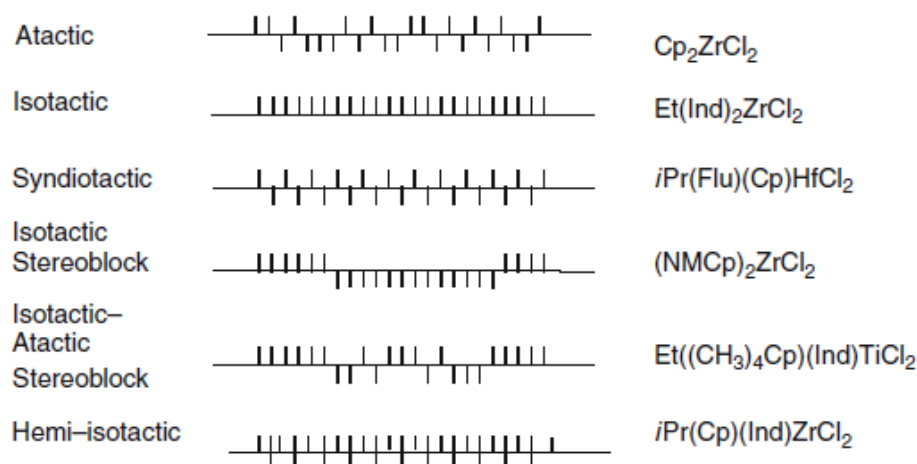 Atactic
Cp₂ZrCl₂
Isotactic
Et(Ind)₂ZrCl₂
Syndiotactic
iPr(Flu)(Cp)HfCl₂
Isotactic
Stereoblock
(NMCp)₂ZrCl₂
Isotactic–
Atactic
Stereoblock
Et((CH₃)₄Cp)(Ind)TiCl₂
Hemi–isotactic
iPr(Cp)(Ind)ZrCl₂